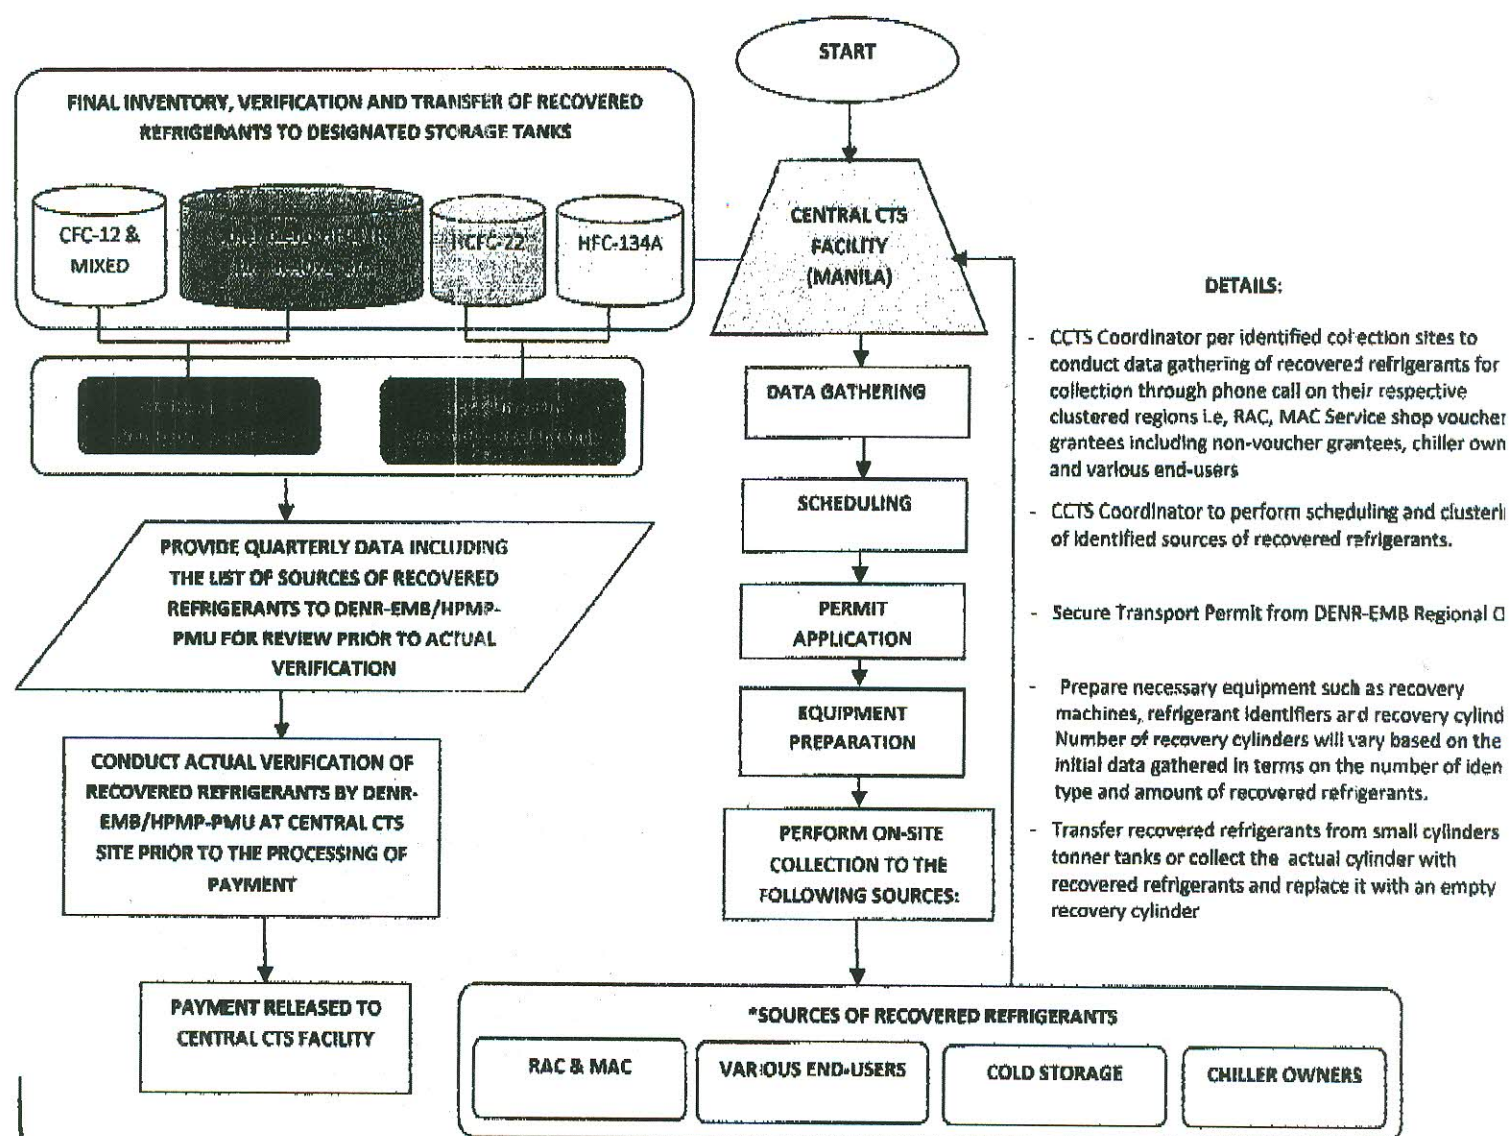 START
FINAL INVENTORY, VERIFICATION AND TRANSFER OF RECOVERED
REFRIGERANTS TO DESIGNATED STORAGE TANKS
CFC-12 &
MIXED
HCFC-22
HFC-134A
CENTRAL CTS
FACILITY
(MANILA)
DATA GATHERING
SCHEDULING
PERMIT
APPLICATION
EQUIPMENT
PREPARATION
PERFORM ON-SITE
COLLECTION TO THE
FOLLOWING SOURCES:
PROVIDE QUARTERLY DATA INCLUDING
THE LIST OF SOURCES OF RECOVERED
REFRIGERANTS TO DENR-EMB/HPMP-
PMU FOR REVIEW PRIOR TO ACTUAL
VERIFICATION
CONDUCT ACTUAL VERIFICATION OF
RECOVERED REFRIGERANTS BY DENR-
EMB/HPMP-PMU AT CENTRAL CTS
SITE PRIOR TO THE PROCESSING OF
PAYMENT
PAYMENT RELEASED TO
CENTRAL CTS FACILITY
*SOURCES OF RECOVERED REFRIGERANTS
RAC & MAC
VARIOUS END-USERS
COLD STORAGE
CHILLER OWNERS
DETAILS:
- CCTS Coordinator per identified collection sites to
conduct data gathering of recovered refrigerants for
collection through phone call on their respective
clustered regions i.e, RAC, MAC Service shop voucher
grantees including non-voucher grantees, chiller own
and various end-users
- CCTS Coordinator to perform scheduling and clusteri
of identified sources of recovered refrigerants.
- Secure Transport Permit from DENR-EMB Regional
- Prepare necessary equipment such as recovery
machines, refrigerant identifiers and recovery cylind
Number of recovery cylinders will vary based on the
initial data gathered in terms on the number of iden
type and amount of recovered refrigerants.
- Transfer recovered refrigerants from small cylinders
tonner tanks or collect the actual cylinder with
recovered refrigerants and replace it with an empty
recovery cylinder